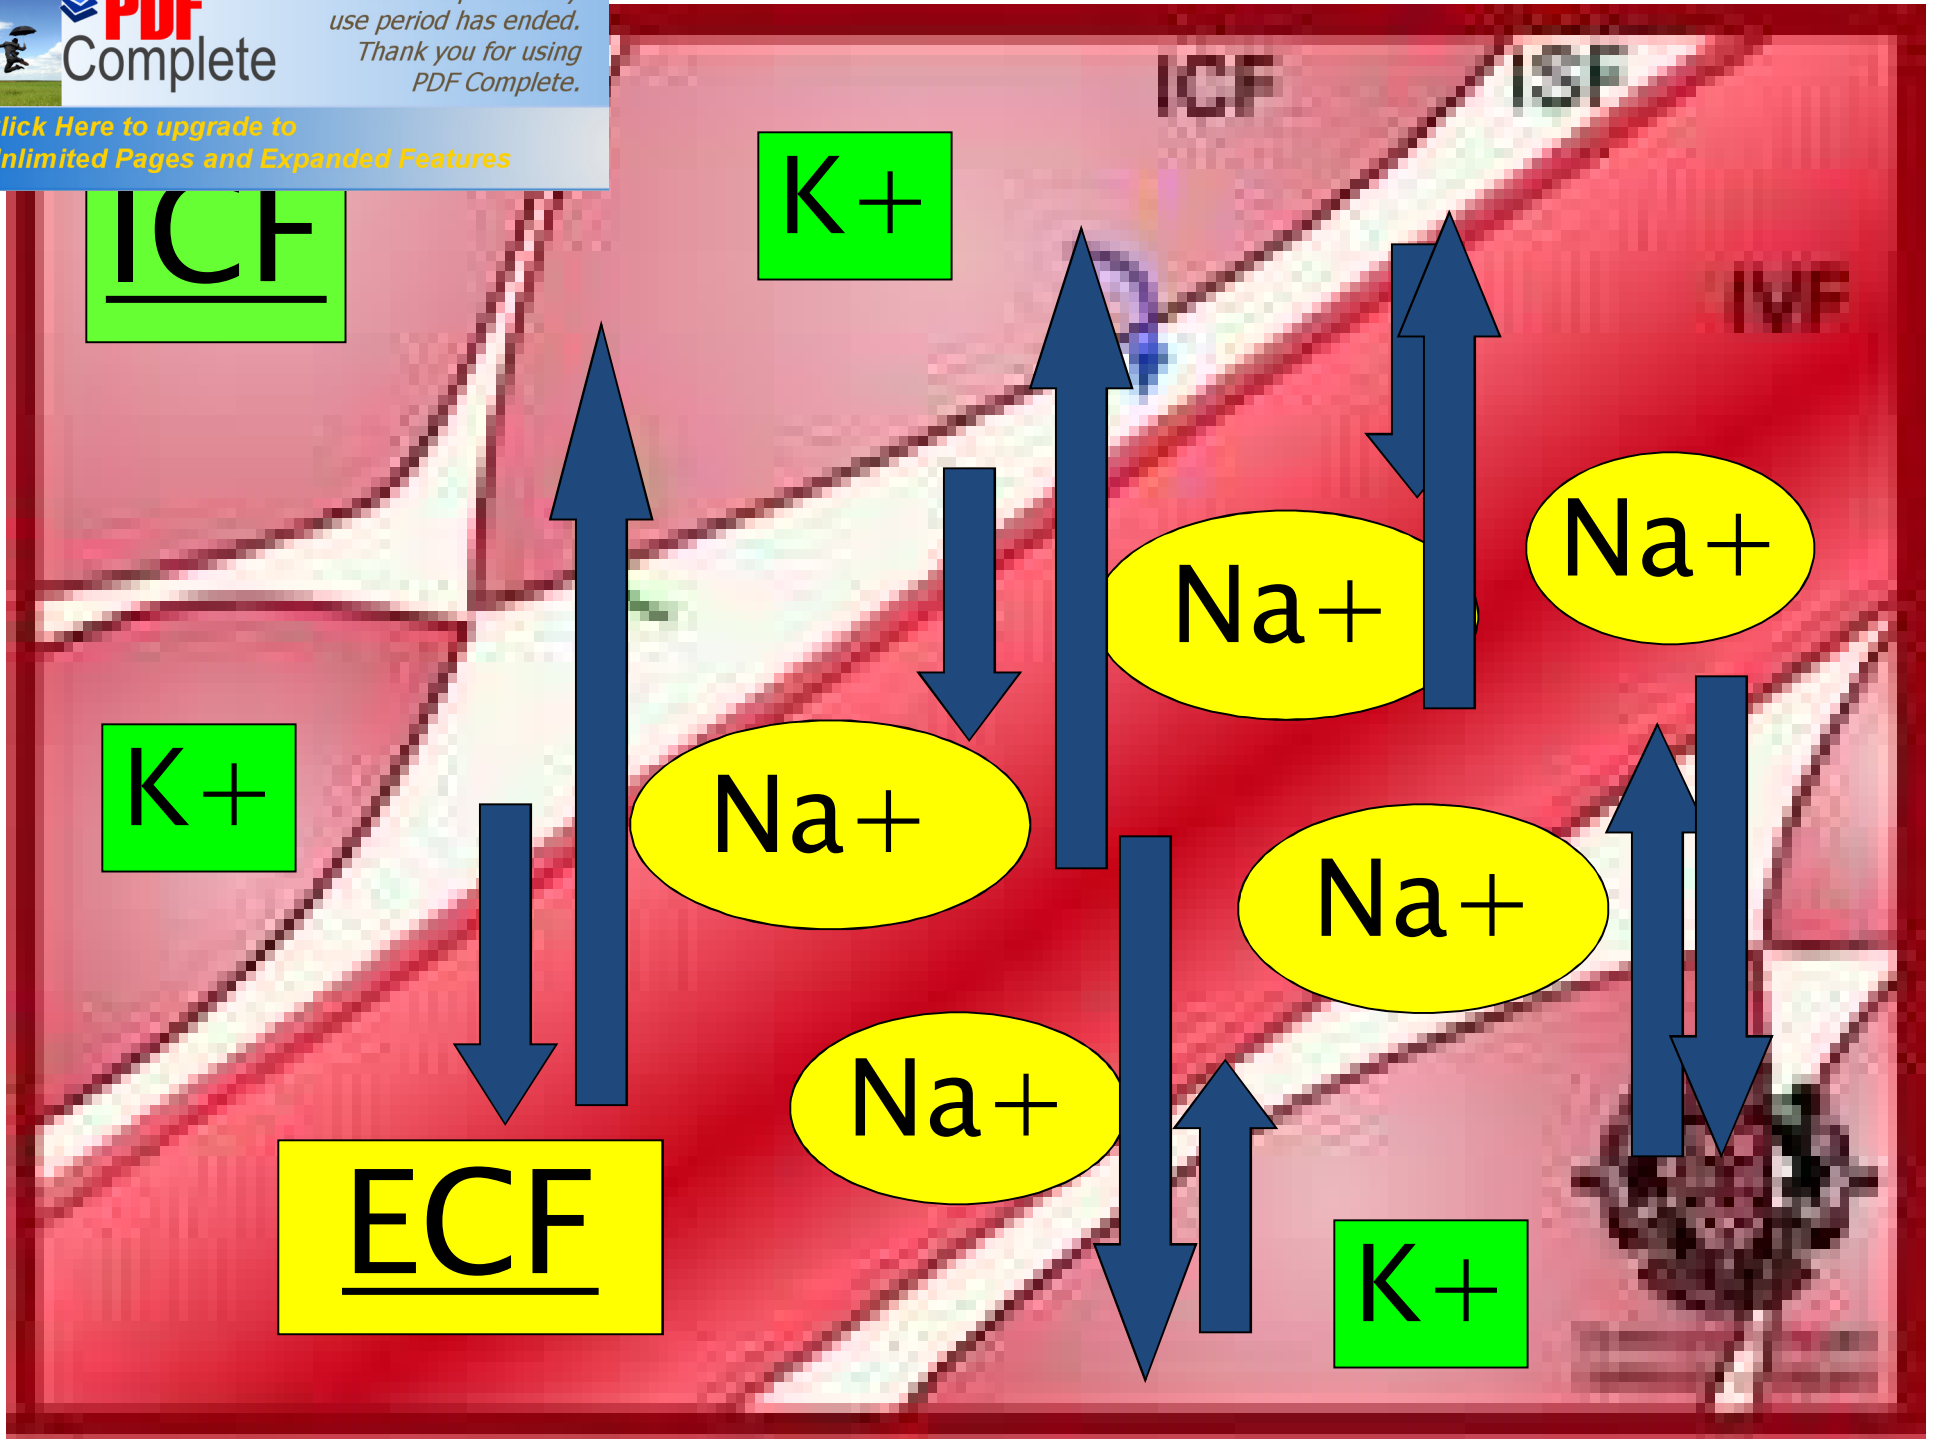 PDF
Complete
use period has ended.
Thank you for using
PDF Complete.
lick Here to upgrade to
nlimited Pages and Expanded Features
ICF
ISF
K+
ICF
IVF
Na+
Na+
K+
Na+
Na+
Na+
ECF
K+